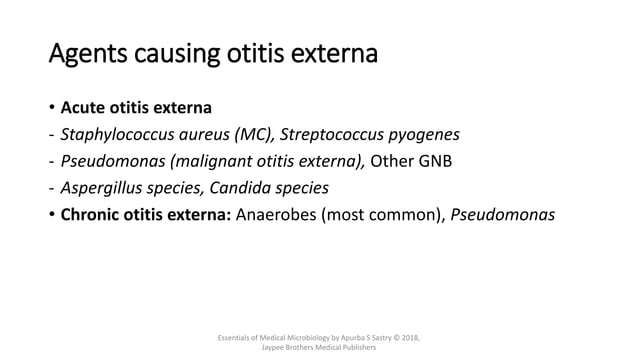 Agents causing otitis externa
• Acute otitis externa
- Staphylococcus aureus (MC), Streptococcus pyogenes
- Pseudomonas (malignant otitis externa), Other GNB
- Aspergillus species, Candida species
• Chronic otitis externa: Anaerobes (most common), Pseudomonas
Essentials of Medical Microbiology by Apurba S Sastry © 2018,
Jaypee Brothers Medical Publishers